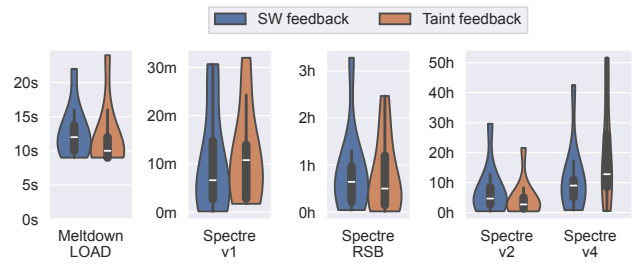 SW feedback Taint feedback
20s
15s
10s
5s
0s
Meltdown
LOAD
30m
20m
10m
0m
Spectre
v1
3h
2h
1h
0h
Spectre
RSB
50h
40h
30h
20h
10h
0h
Spectre Spectre
v2 v4